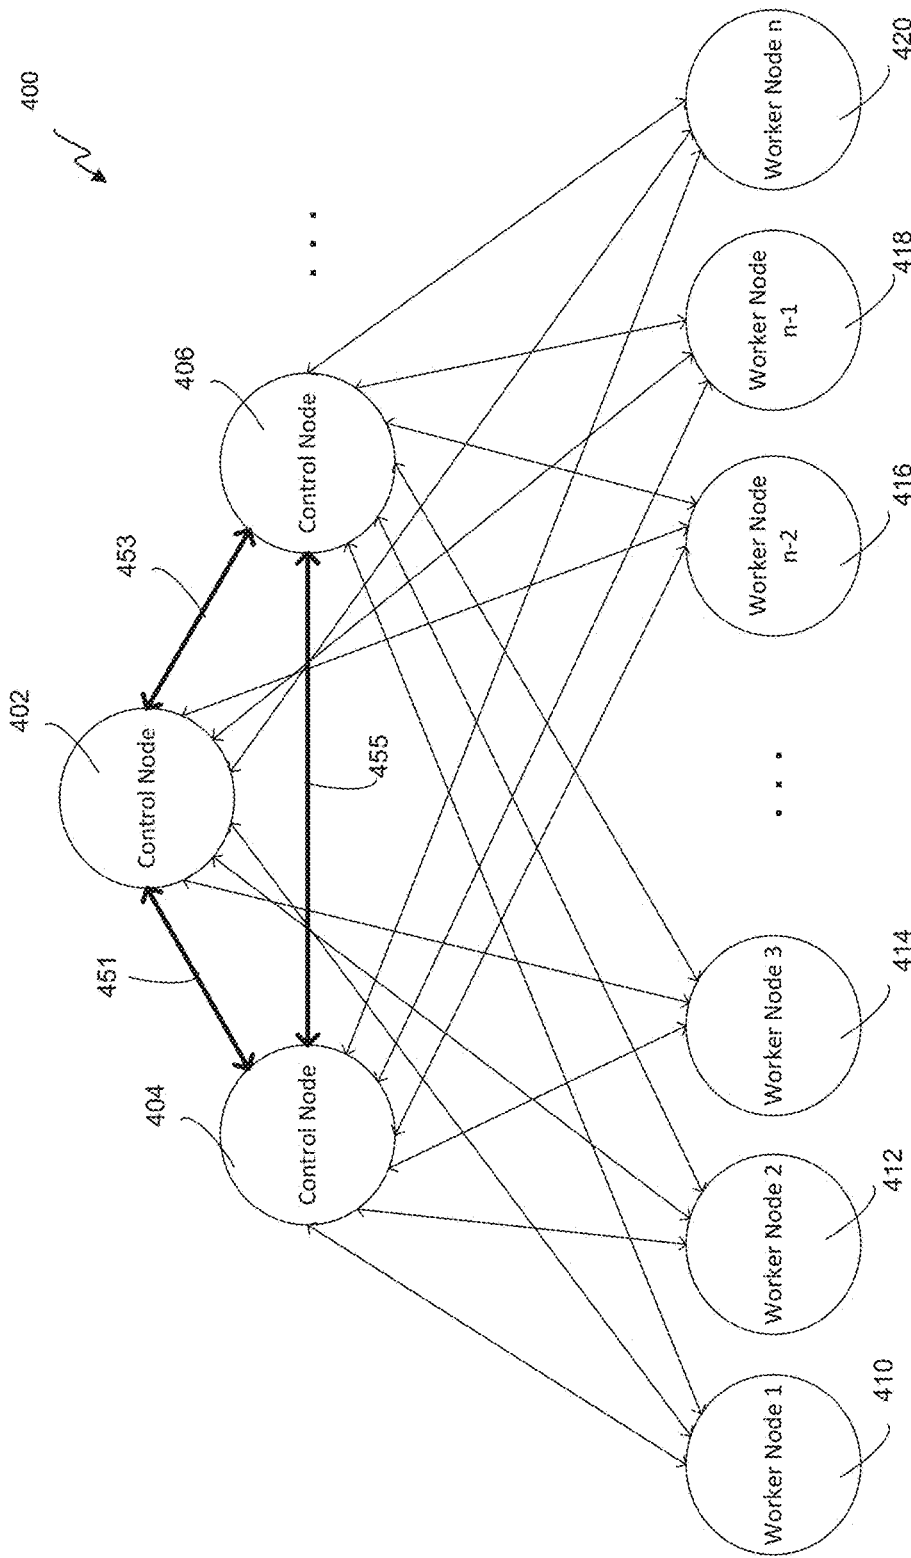 400
402
Control Node
451
453
404
Control Node
455
406
Control Node
. . .
Worker Node 1
410
Worker Node 2
412
Worker Node 3
414
. . .
Worker Node
n-2
416
Worker Node
n-1
418
Worker Node n
420